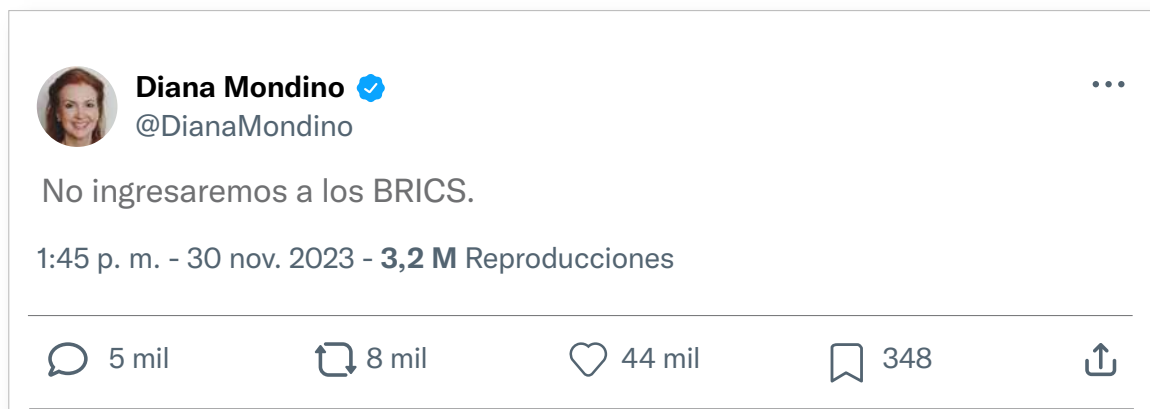 Diana Mondino
@DianaMondino
No ingresaremos a los BRICS.
1:45 p. m. - 30 nov. 2023 - 3,2 M Reproducciones
5 mil 8 mil 44 mil 348